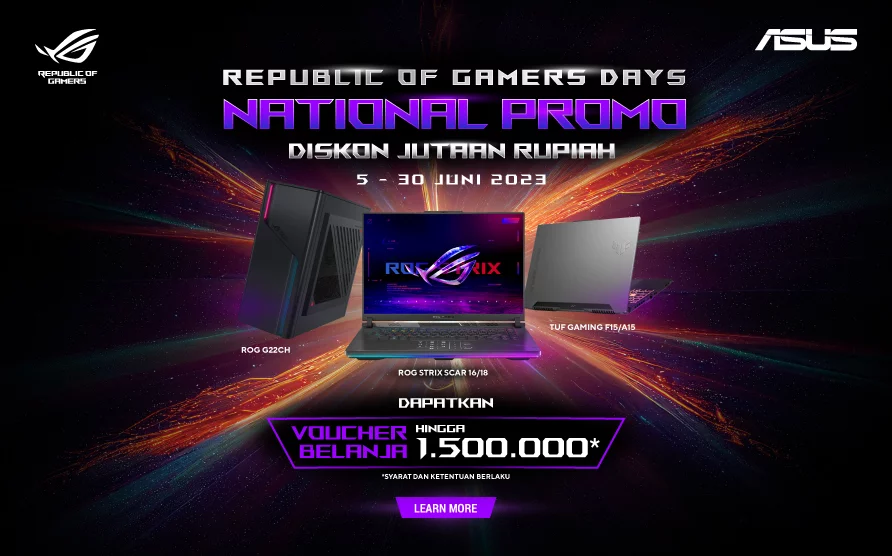 REPUBLIC OF
GAMERS
ASUS
REPUBLIC OF GAMERS DAYS
NATIONAL PROMO
DISKON JUTAAN RUPIAH
5 - 30 JUNI 2023
ROG STRIX
TUF GAMING F15/A15
ROG G22CH
ROG STRIX SCAR 16/18
DAPATKAN
VOUCHER
BELANJA
HINGGA
1.500.000*
*SYARAT DAN KETENTUAN BERLAKU
LEARN MORE